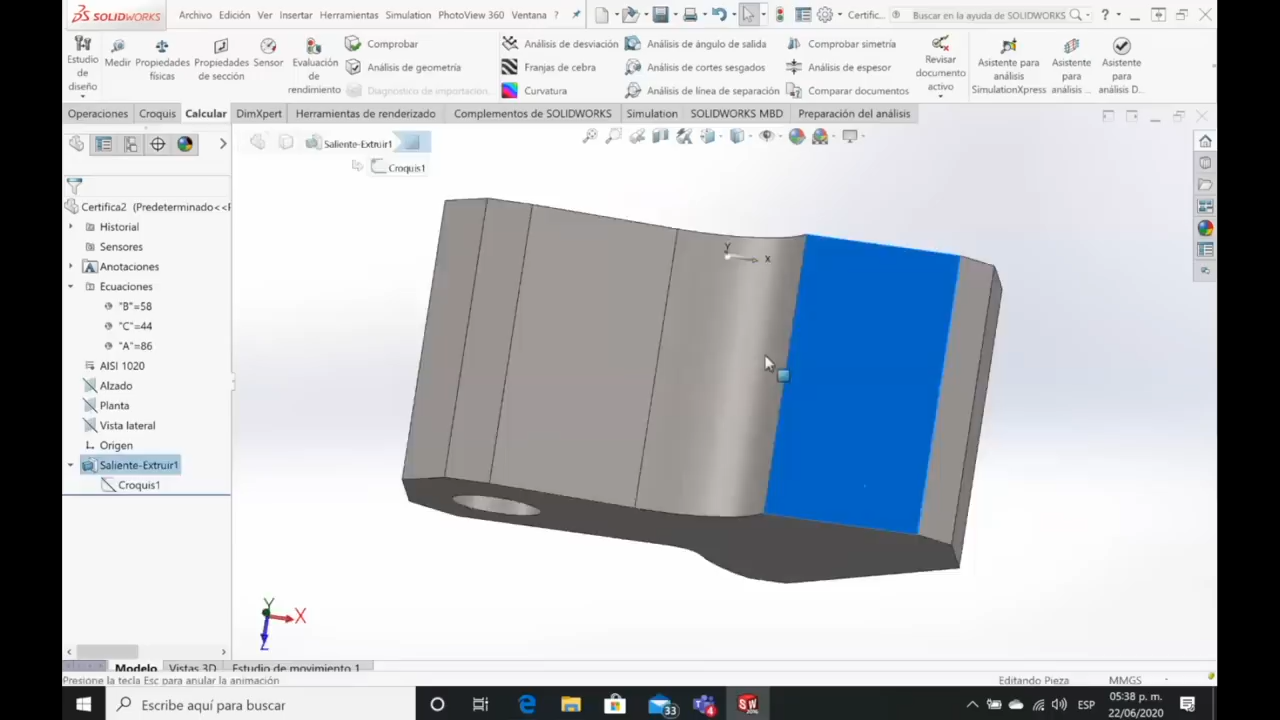 SOLIDWORKS
Archivo Edición Ver Insertar Herramientas Simulation PhotoView 360 Ventana ?
Certific...
Buscar en la ayuda de SOLIDWORKS
?
Estudio de diseño
Medir
Propiedades físicas
Propiedades de sección
Sensor
Evaluación de rendimiento
Comprobar
Análisis de geometría
Diagnóstico de importación...
Análisis de desviación
Franjas de cebra
Curvatura
Análisis de ángulo de salida
Análisis de cortes sesgados
Análisis de línea de separación
Comprobar simetría
Análisis de espesor
Comparar documentos
Revisar documento activo
Asistente para análisis SimulationXpress
Asistente para análisis ...
Asistente para análisis D...
Operaciones Croquis Calcular DimXpert Herramientas de renderizado Complementos de SOLIDWORKS Simulation SOLIDWORKS MBD Preparación del análisis
Saliente-Extruir1
Croquis1
Certifica2 (Predeterminado<<P
Historial
Sensores
Anotaciones
Ecuaciones
"B"=58
"C"=44
"A"=86
AISI 1020
Alzado
Planta
Vista lateral
Origen
Saliente-Extruir1
Croquis1
Y
X
Y
X
Z
Modelo Vistas 3D Estudio de movimiento 1
Presione la tecla Esc para anular la animación
Editando Pieza MMGS
Escribe aquí para buscar
33
4
SW
ESP
05:38 p. m.
22/06/2020